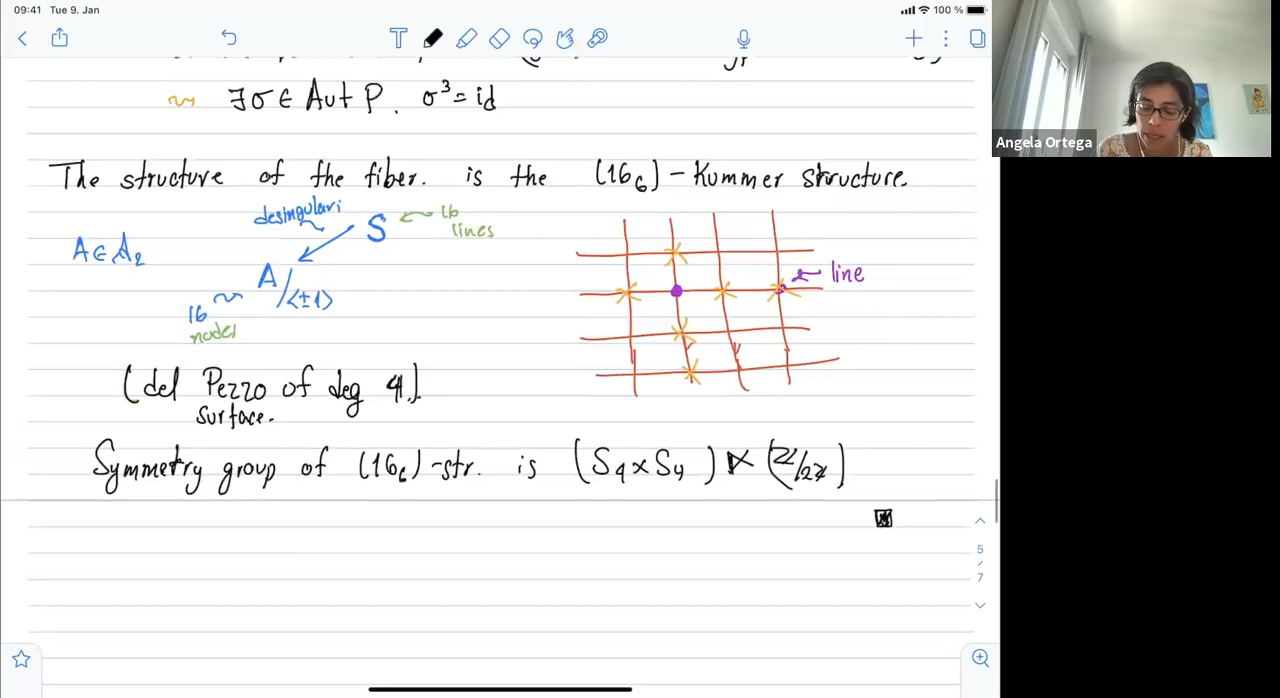 09:41 Tue 9. Jan
100 %
Angela Ortega
∃σ ∈ Aut P. σ³ = id
The structure of the fiber. is the (16₆) - Kummer structure.
desingulari
S
16 lines
A ∈ 𝒜₂
A/⟨±1⟩
line
16 nodes
(del Pezzo of deg 4.)
surface.
Symmetry group of (16₆)-str. is (S₄ × S₄) ⋊ (ℤ/2ℤ)
5
/
7